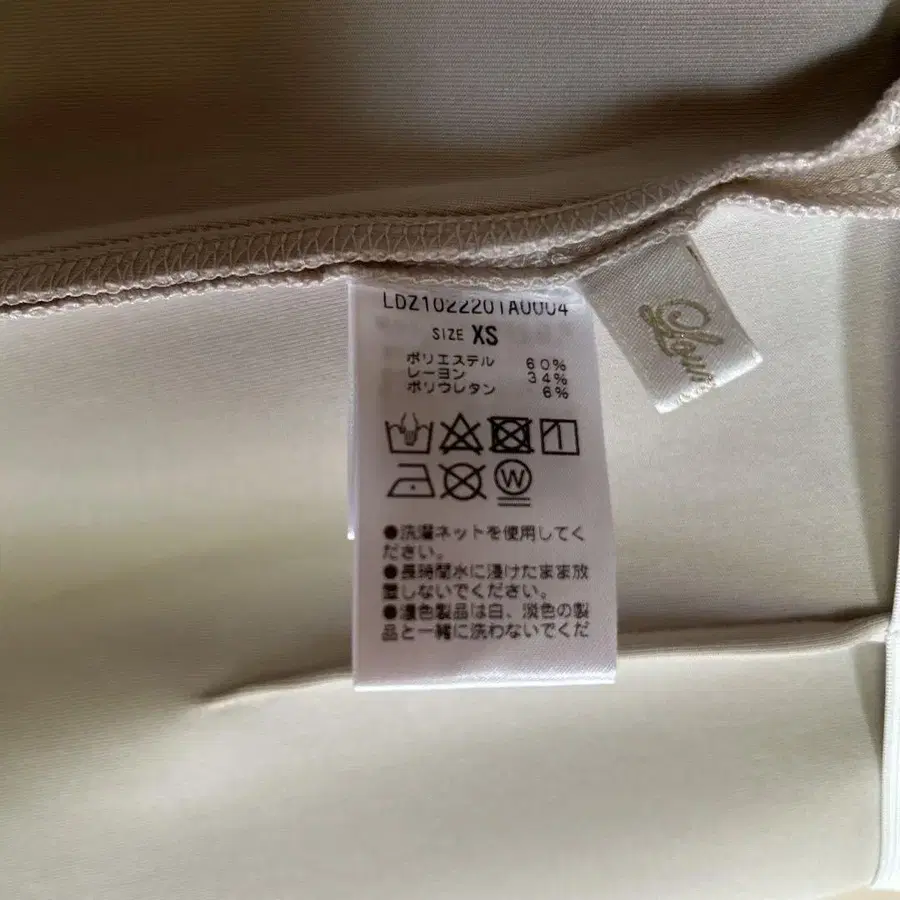 LDZ1022201A0004
SIZE XS
ポリエステル 60%
レーヨン 34%
ポリウレタン 6%
W
●洗濯ネットを使用してく
ださい。
●長時間水に浸けたまま放
置しないでください。
●濃色製品は白、淡色の製
品と一緒に洗わないでくだ